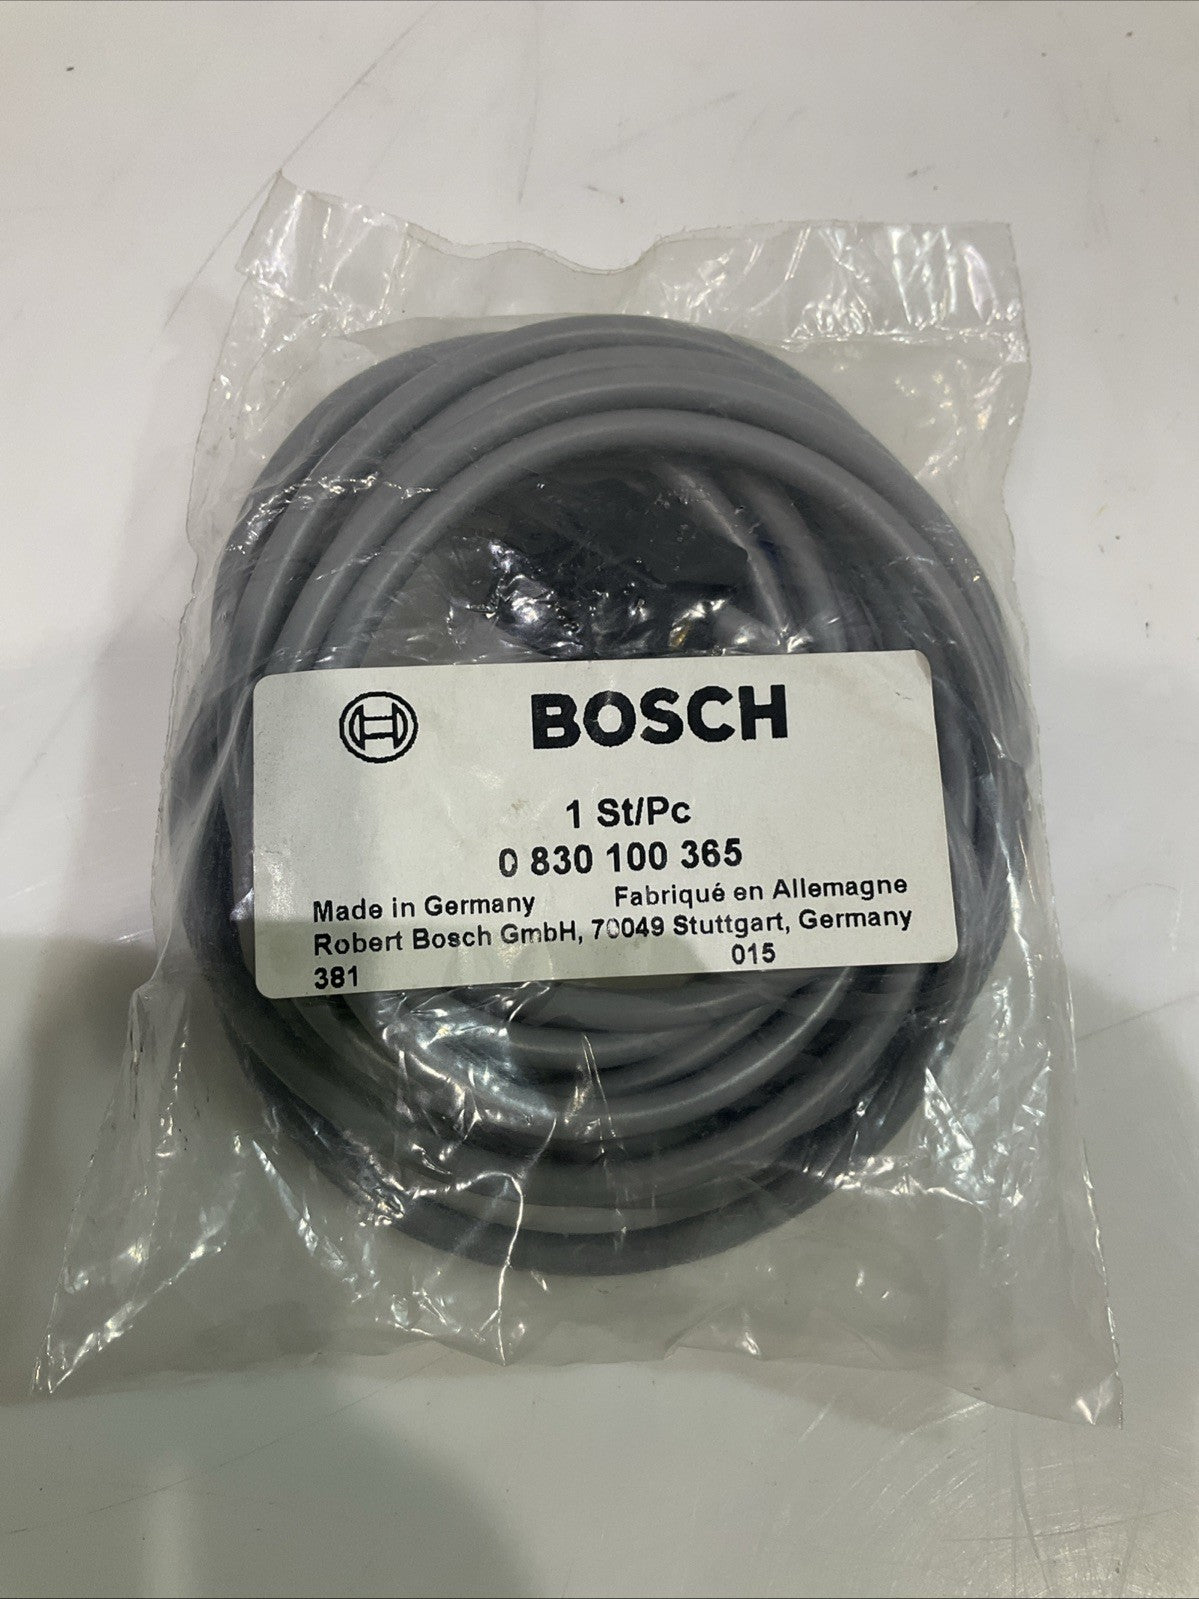 BOSCH
1 St/Pc
0 830 100 365
Made in Germany Fabriqué en Allemagne
Robert Bosch GmbH, 70049 Stuttgart, Germany
381 015